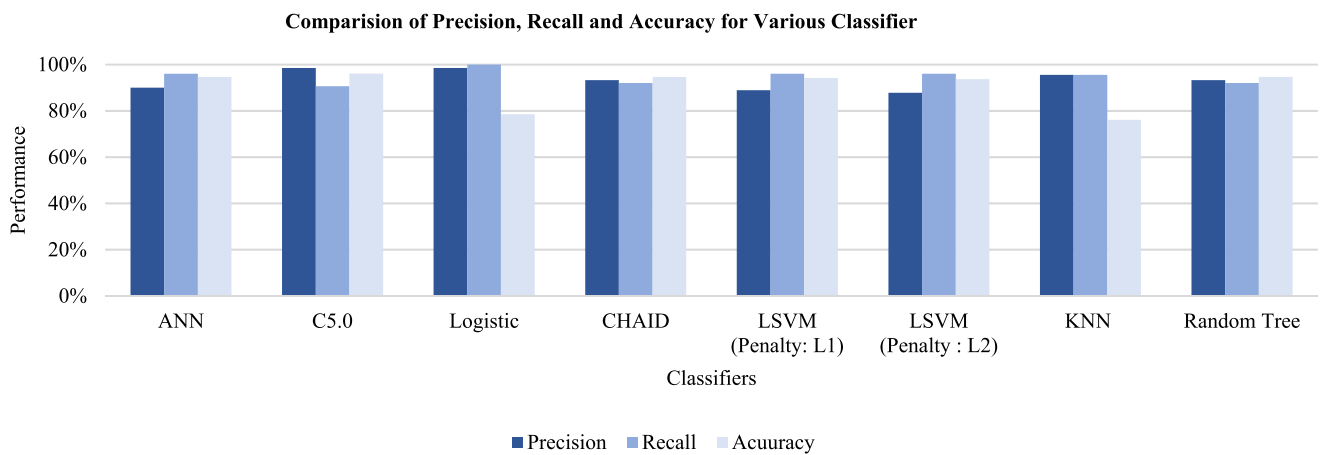 Comparision of Precision, Recall and Accuracy for Various Classifier
100%
80%
60%
40%
20%
0%
Performance
ANN
C5.0
Logistic
CHAID
LSVM
(Penalty: L1)
LSVM
(Penalty : L2)
KNN
Random Tree
Classifiers
Precision
Recall
Acuuracy